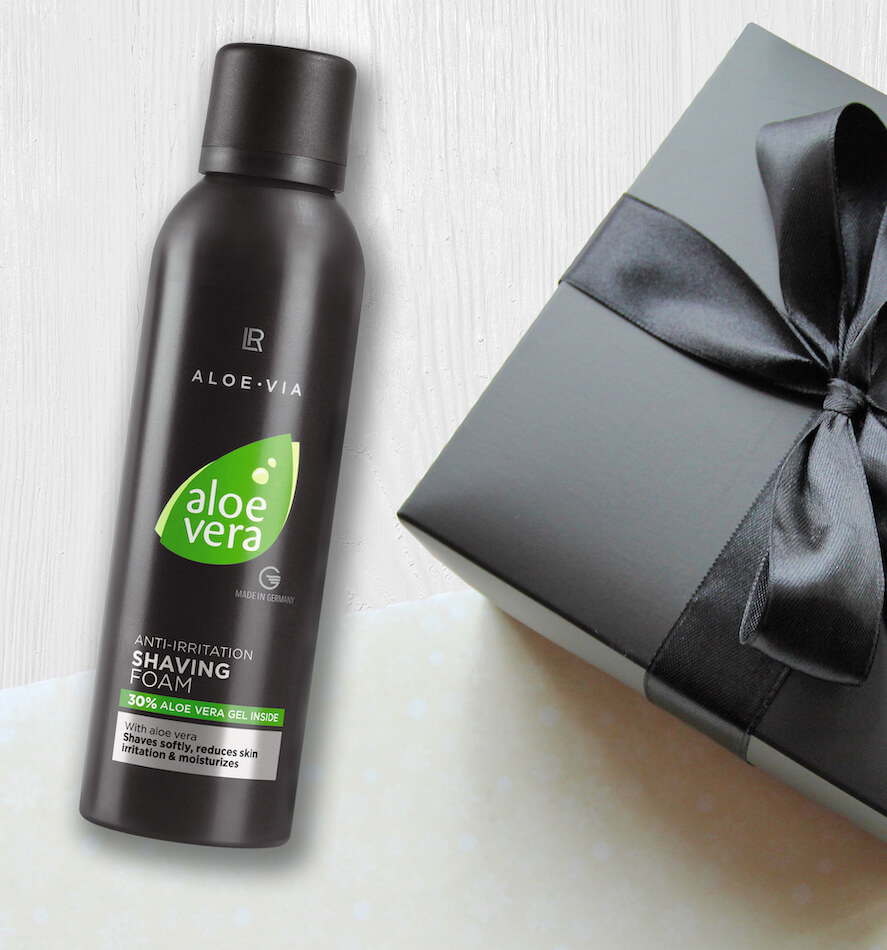 LR
ALOE•VIA
aloe
vera
MADE IN GERMANY
ANTI-IRRITATION
SHAVING
FOAM
30% ALOE VERA GEL INSIDE
With aloe vera
Shaves softly, reduces skin
irritation & moisturizes